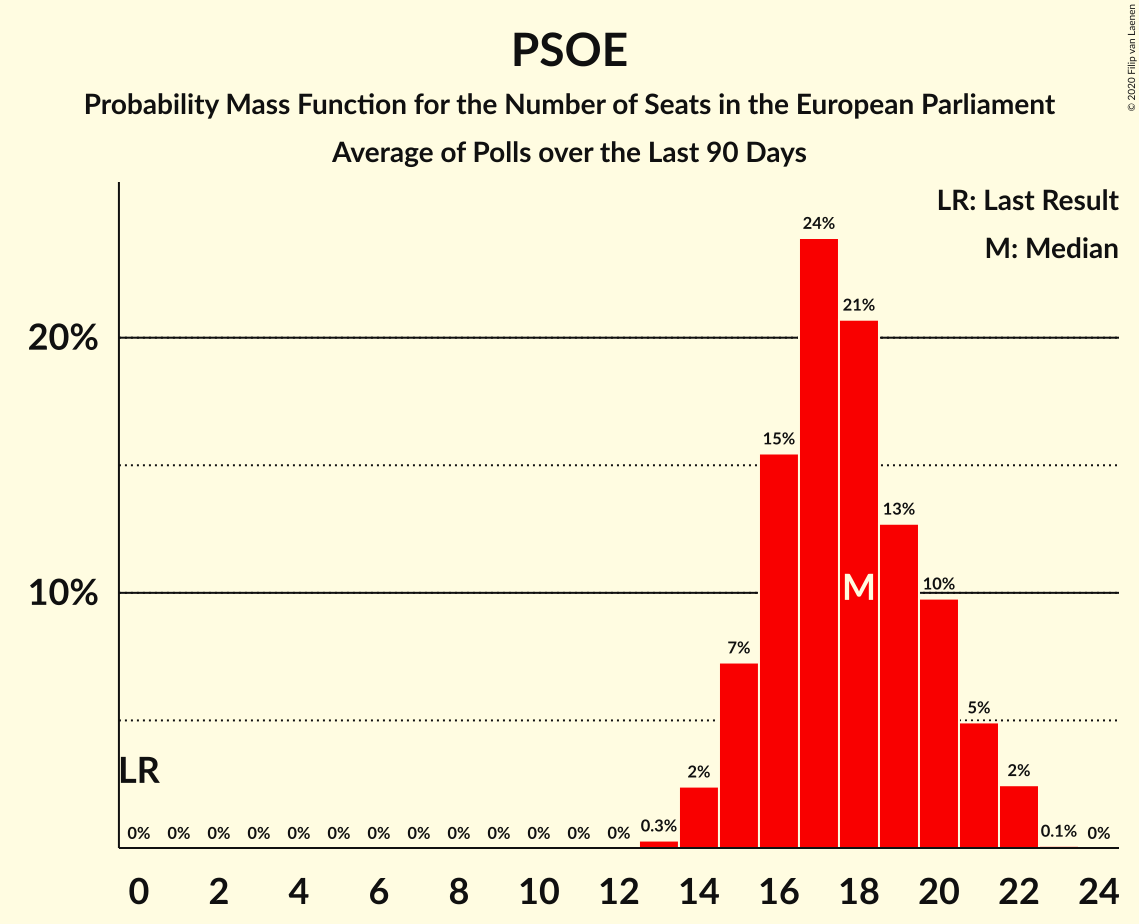 PSOE
Probability Mass Function for the Number of Seats in the European Parliament
Average of Polls over the Last 90 Days
© 2020 Filip van Laenen
LR: Last Result
M: Median
24%
21%
20%
15%
13%
10%
10%
M
7%
5%
LR
2%
2%
0% 0% 0% 0% 0% 0% 0% 0% 0% 0% 0% 0% 0% 0.3% 0.1% 0%
0 2 4 6 8 10 12 14 16 18 20 22 24